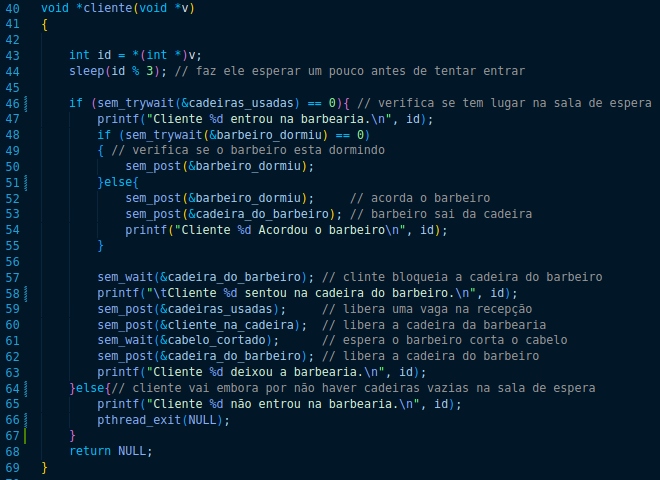 40 void *cliente(void *v)
41 {
42
43     int id = *(int *)v;
44     sleep(id % 3); // faz ele esperar um pouco antes de tentar entrar
45
46     if (sem_trywait(&cadeiras_usadas) == 0){ // verifica se tem lugar na sala de espera
47         printf("Cliente %d entrou na barbearia.\n", id);
48         if (sem_trywait(&barbeiro_dormiu) == 0)
49         { // verifica se o barbeiro esta dormindo
50             sem_post(&barbeiro_dormiu);
51         }else{
52             sem_post(&barbeiro_dormiu);     // acorda o barbeiro
53             sem_post(&cadeira_do_barbeiro); // barbeiro sai da cadeira
54             printf("Cliente %d Acordou o barbeiro\n", id);
55         }
56
57         sem_wait(&cadeira_do_barbeiro); // clinte bloqueia a cadeira do barbeiro
58         printf("\tCliente %d sentou na cadeira do barbeiro.\n", id);
59         sem_post(&cadeiras_usadas);     // libera uma vaga na recepção
60         sem_post(&cliente_na_cadeira);  // libera a cadeira da barbearia
61         sem_wait(&cabelo_cortado);      // espera o barbeiro corta o cabelo
62         sem_post(&cadeira_do_barbeiro); // libera a cadeira do barbeiro
63         printf("Cliente %d deixou a barbearia.\n", id);
64     }else{// cliente vai embora por não haver cadeiras vazias na sala de espera
65         printf("Cliente %d não entrou na barbearia.\n", id);
66         pthread_exit(NULL);
67     }
68     return NULL;
69 }